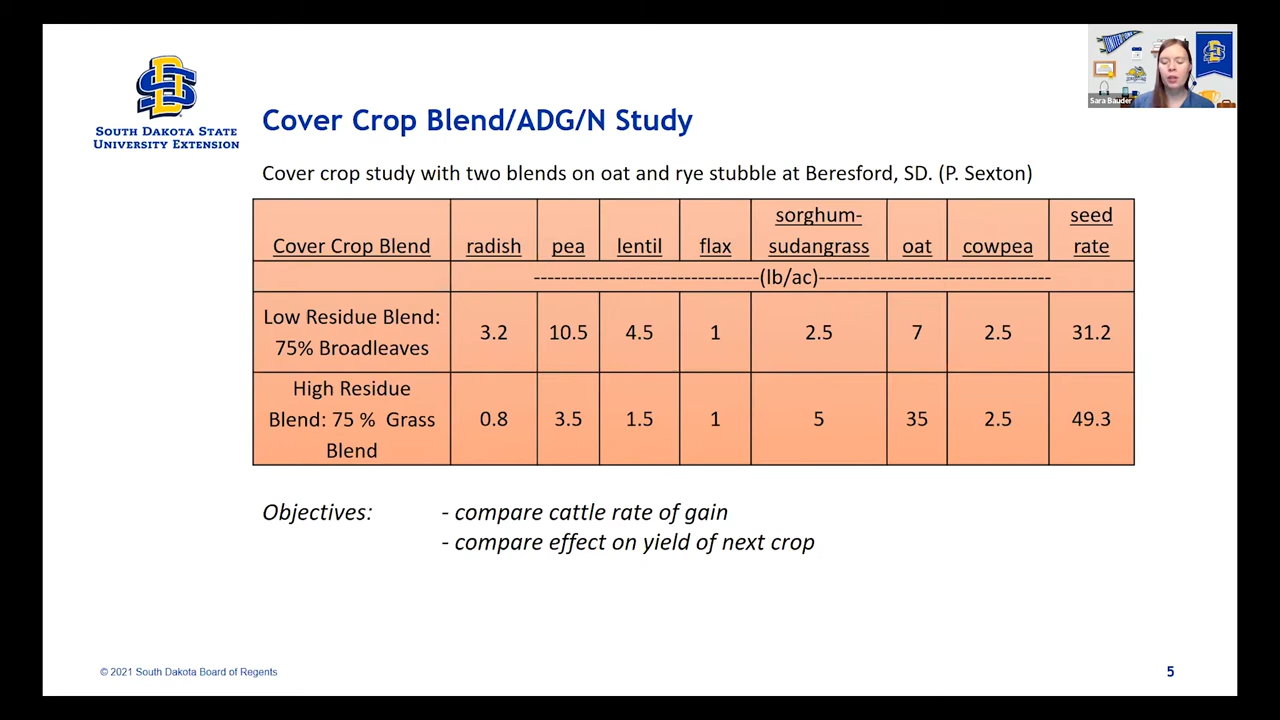 SOUTH DAKOTA STATE
UNIVERSITY EXTENSION
Sara Bauder
Cover Crop Blend/ADG/N Study
Cover crop study with two blends on oat and rye stubble at Beresford, SD. (P. Sexton)
Cover Crop Blend radish pea lentil flax sorghum-sudangrass oat cowpea seed rate
--------------------------------(lb/ac)---------------------------------
Low Residue Blend: 75% Broadleaves 3.2 10.5 4.5 1 2.5 7 2.5 31.2
High Residue Blend: 75 % Grass Blend 0.8 3.5 1.5 1 5 35 2.5 49.3
Objectives: - compare cattle rate of gain
- compare effect on yield of next crop
© 2021 South Dakota Board of Regents
5